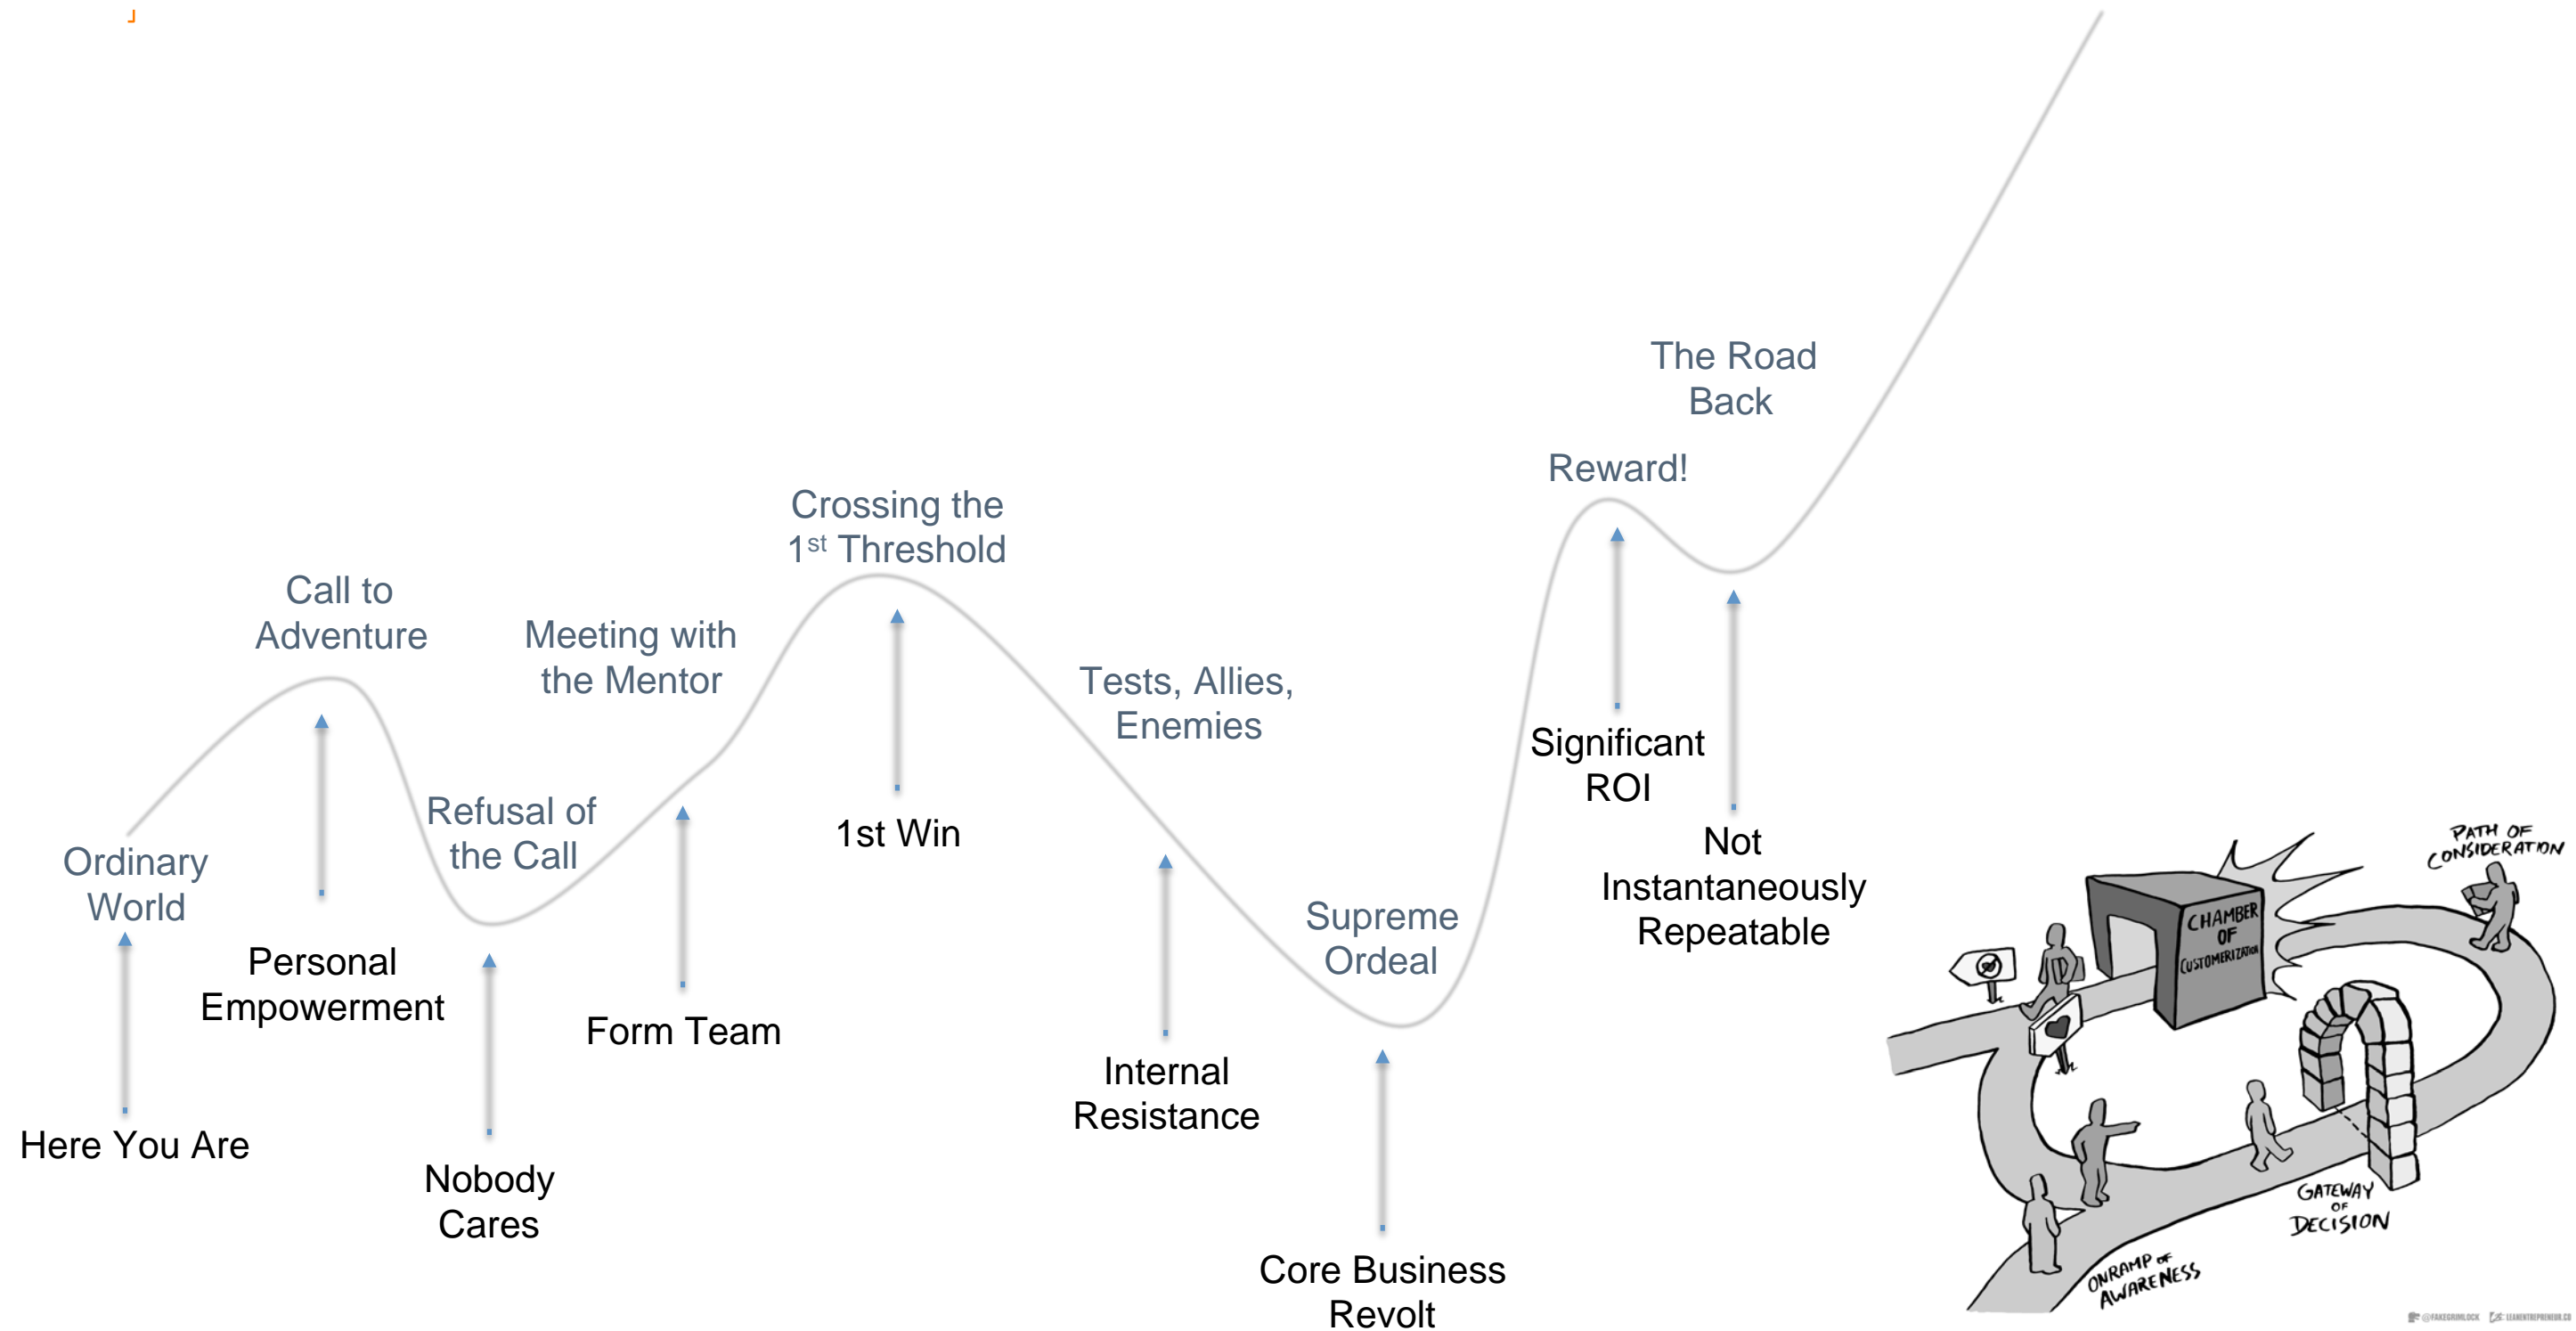 Ordinary
World
Here You Are
Call to
Adventure
Personal
Empowerment
Refusal of
the Call
Nobody
Cares
Meeting with
the Mentor
Form Team
Crossing the
1st Threshold
1st Win
Tests, Allies,
Enemies
Internal
Resistance
Supreme
Ordeal
Core Business
Revolt
Reward!
Significant
ROI
The Road
Back
Not
Instantaneously
Repeatable
PATH OF
CONSIDERATION
CHAMBER
OF
CUSTOMERIZATION
GATEWAY
OF
DECISION
ONRAMP OF
AWARENESS
@FAKEGRIMLOCK
LEANENTREPRENEUR.CO